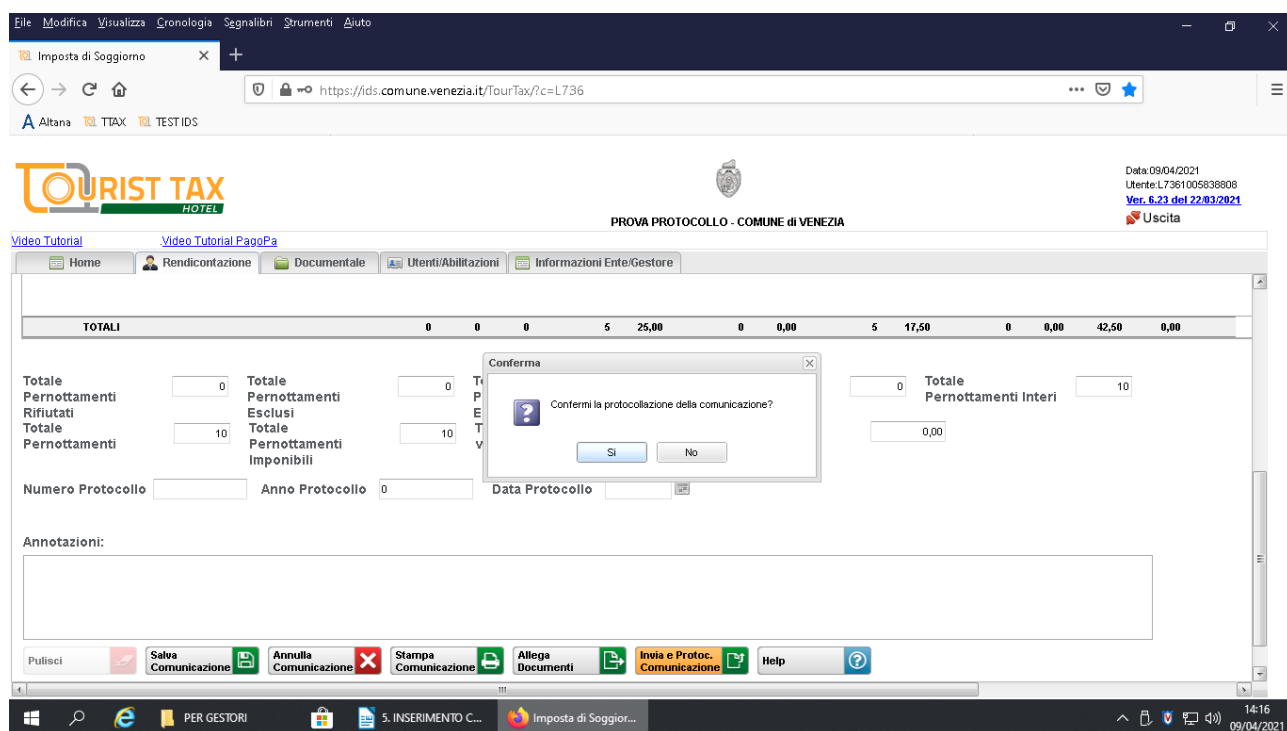 File Modifica Visualizza Cronologia Segnalibri Strumenti Aiuto
Imposta di Soggiorno
https://ids.comune.venezia.it/TourTax/?c=L736
Altana TTAX TEST IDS
TOURIST TAX
HOTEL
PROVA PROTOCOLLO - COMUNE di VENEZIA
Data:09/04/2021
Utente:L7361005838808
Ver. 6.23 del 22/03/2021
Uscita
Video Tutorial .Video Tutorial PagoPa
Home Rendicontazione Documentale Utenti/Abilitazioni Informazioni Ente/Gestore
TOTALI 0 0 0 5 25,00 0 0,00 5 17,50 0 0,00 42,50 0,00
Conferma
Confermi la protocollazione della comunicazione?
Si No
Totale Pernottamenti Rifiutati 0
Totale Pernottamenti Esclusi 0
0
Totale Pernottamenti Interi 10
Totale Pernottamenti 10
Totale Pernottamenti Imponibili 10
0,00
Numero Protocollo Anno Protocollo 0 Data Protocollo
Annotazioni:
Pulisci
Salva Comunicazione
Annulla Comunicazione
Stampa Comunicazione
Allega Documenti
Invia e Protoc. Comunicazione
Help
PER GESTORI 5. INSERIMENTO C... Imposta di Soggior...
14:16
09/04/2021